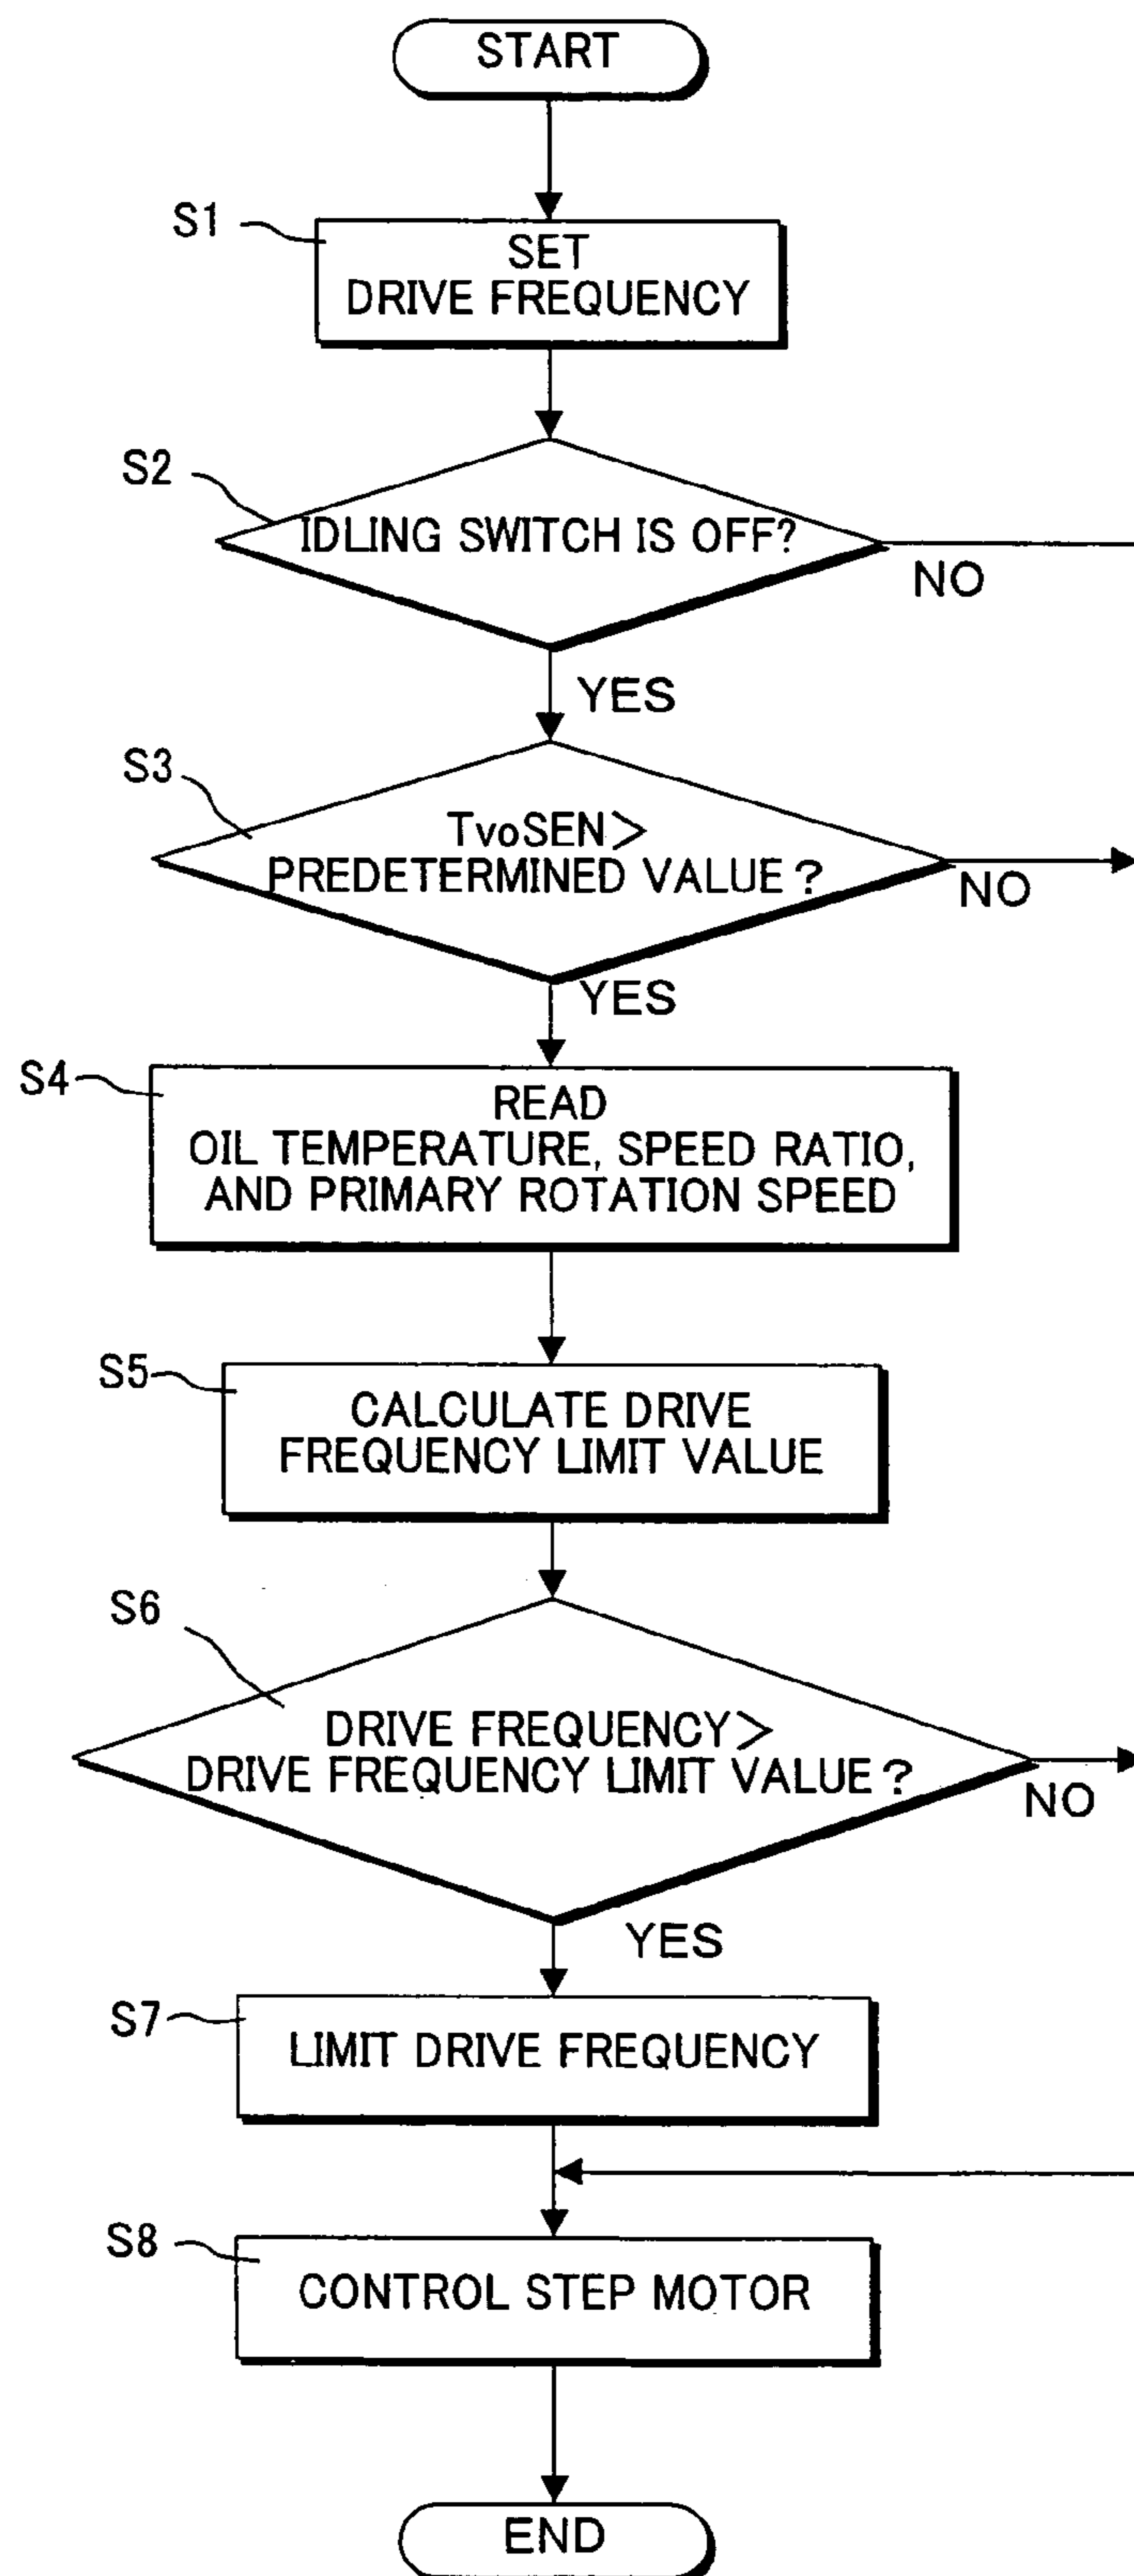 START
S1
SET
DRIVE FREQUENCY
S2
IDLING SWITCH IS OFF?
NO
YES
S3
TvoSEN>
PREDETERMINED VALUE?
NO
YES
S4
READ
OIL TEMPERATURE, SPEED RATIO,
AND PRIMARY ROTATION SPEED
S5
CALCULATE DRIVE
FREQUENCY LIMIT VALUE
S6
DRIVE FREQUENCY>
DRIVE FREQUENCY LIMIT VALUE?
NO
YES
S7
LIMIT DRIVE FREQUENCY
S8
CONTROL STEP MOTOR
END